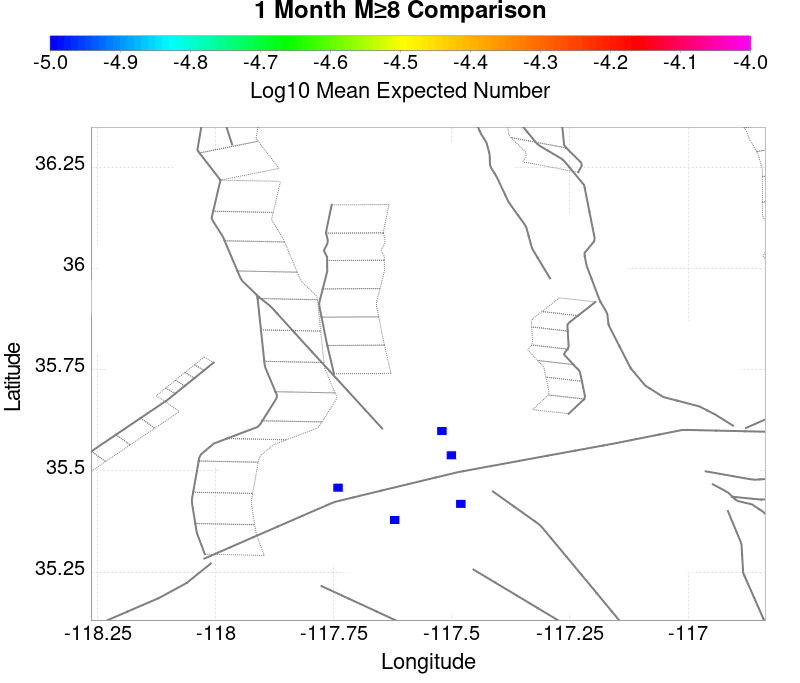 1 Month M≥8 Comparison
-5.0 -4.9 -4.8 -4.7 -4.6 -4.5 -4.4 -4.3 -4.2 -4.1 -4.0
Log10 Mean Expected Number
36.25
36
35.75
35.5
35.25
Latitude
-118.25 -118 -117.75 -117.5 -117.25 -117
Longitude